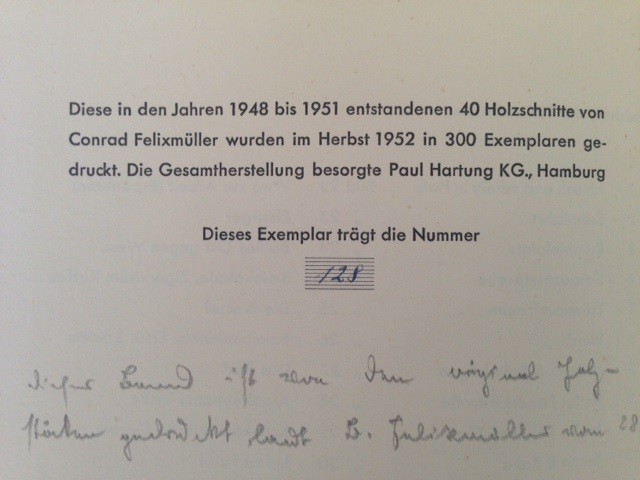 Diese in den Jahren 1948 bis 1951 entstandenen 40 Holzschnitte von
Conrad Felixmüller wurden im Herbst 1952 in 300 Exemplaren ge-
druckt. Die Gesamtherstellung besorgte Paul Hartung KG., Hamburg
Dieses Exemplar trägt die Nummer
128
dieser Band ist von den original Holz-
stöcken gedruckt laut B. Felixmüller vom 28